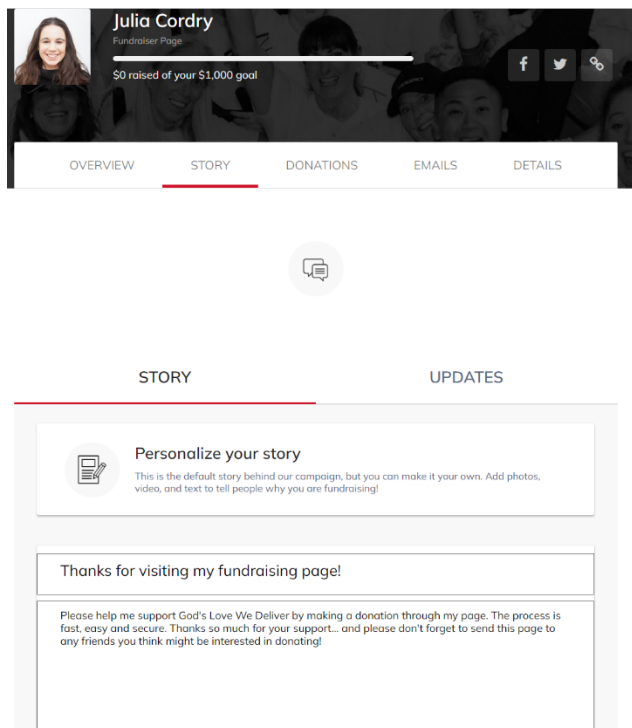 Julia Cordry
Fundraiser Page
$0 raised of your $1,000 goal
OVERVIEW STORY DONATIONS EMAILS DETAILS
STORY UPDATES
Personalize your story
This is the default story behind our campaign, but you can make it your own. Add photos,
video, and text to tell people why you are fundraising!
Thanks for visiting my fundraising page!
Please help me support God's Love We Deliver by making a donation through my page. The process is
fast, easy and secure. Thanks so much for your support... and please don't forget to send this page to
any friends you think might be interested in donating!